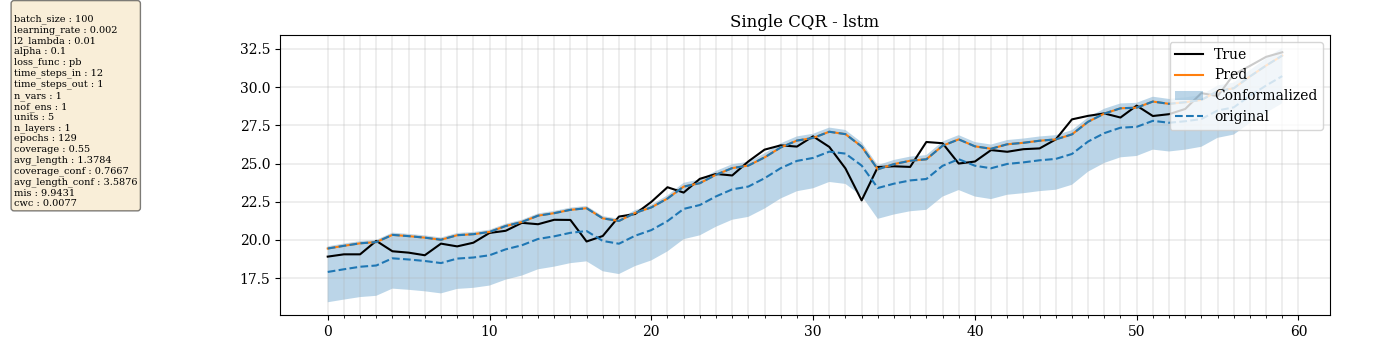 batch_size : 100
learning_rate : 0.002
l2_lambda : 0.01
alpha : 0.1
loss_func : pb
time_steps_in : 12
time_steps_out : 1
n_vars : 1
nof_ens : 1
units : 5
n_layers : 1
epochs : 129
coverage : 0.55
avg_length : 1.3784
coverage_conf : 0.7667
avg_length_conf : 3.5876
mis : 9.9431
cwc : 0.0077
Single CQR - lstm
32.5
30.0
27.5
25.0
22.5
20.0
17.5
True
Pred
Conformalized
original
0 10 20 30 40 50 60